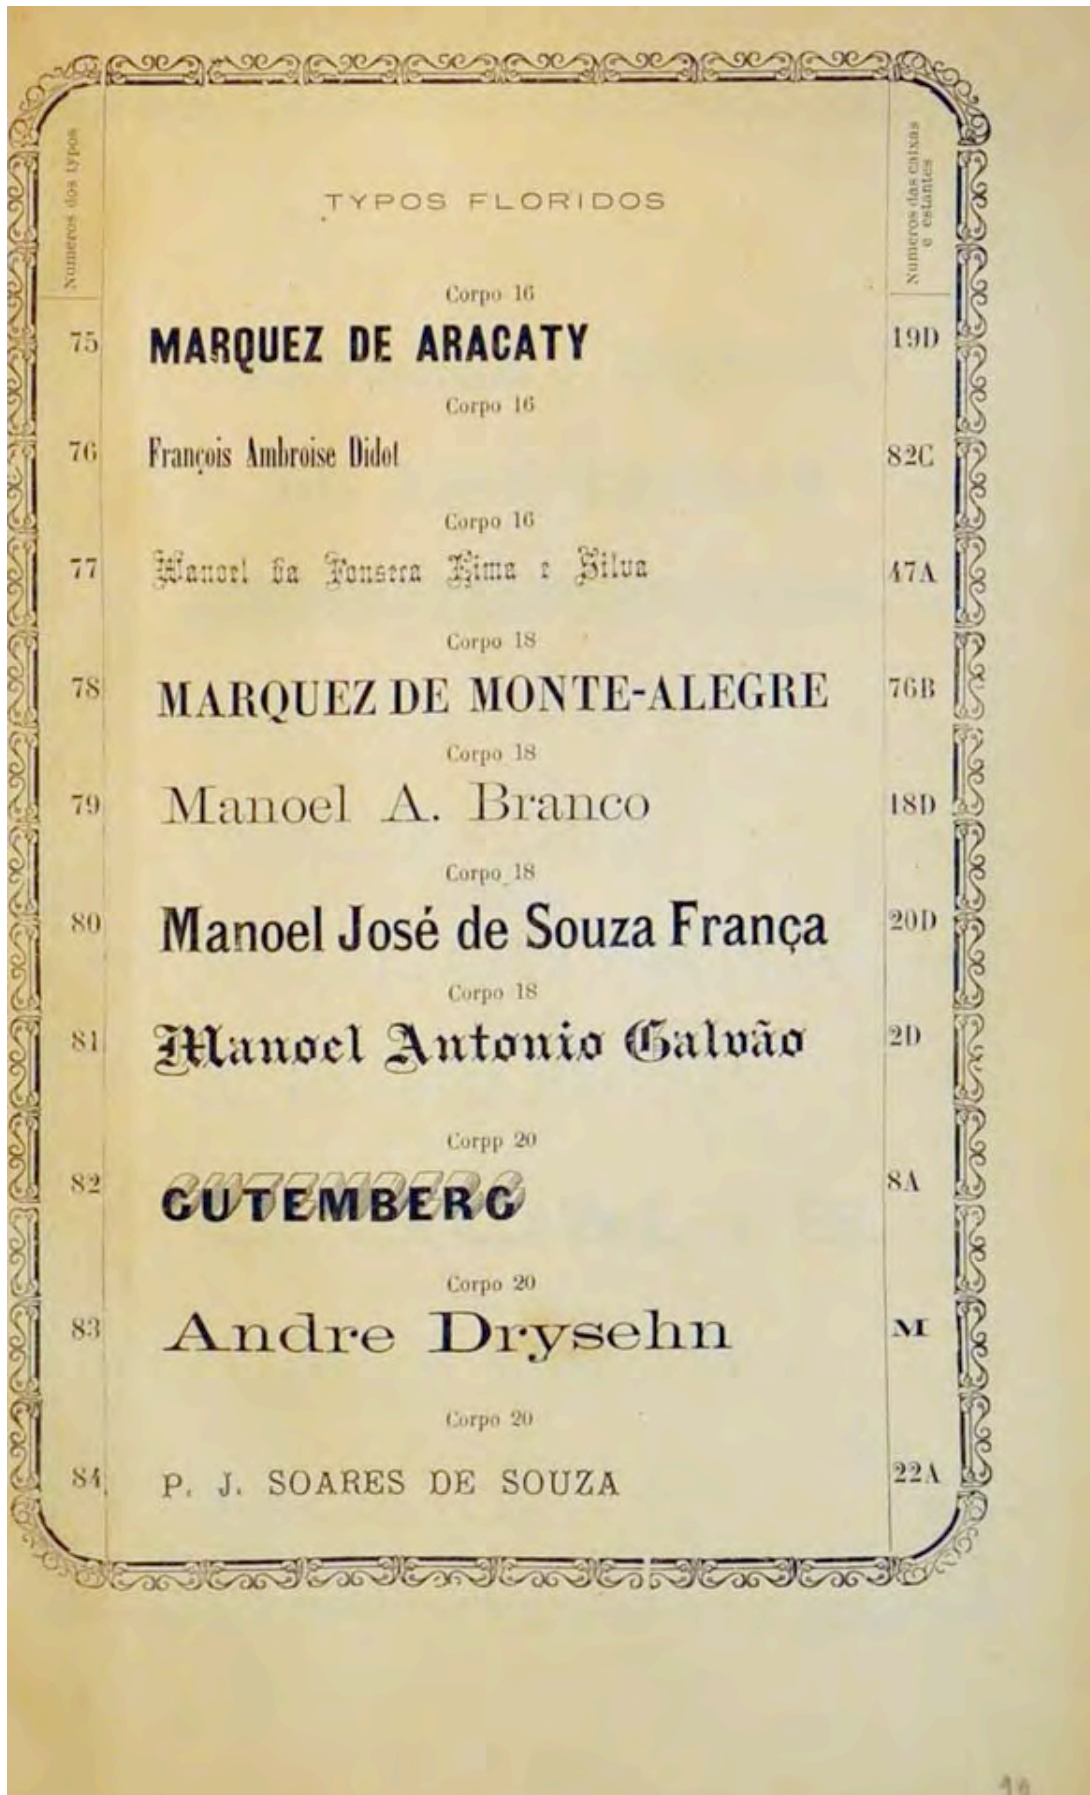 Numeros dos typos
Numeros das caixas
e estantes
TYPOS FLORIDOS
Corpo 16
75 MARQUEZ DE ARACATY 19D
Corpo 16
76 François Ambroise Didot 82C
Corpo 16
77 Manoel da Fonseca Lima e Silva 47A
Corpo 18
78 MARQUEZ DE MONTE-ALEGRE 76B
Corpo 18
79 Manoel A. Branco 18D
Corpo 18
80 Manoel José de Souza França 20D
Corpo 18
81 Manoel Antonio Galvão 2D
Corpp 20
82 GUTEMBERG 8A
Corpo 20
83 Andre Drysehn M
Corpo 20
84 P. J. SOARES DE SOUZA 22A